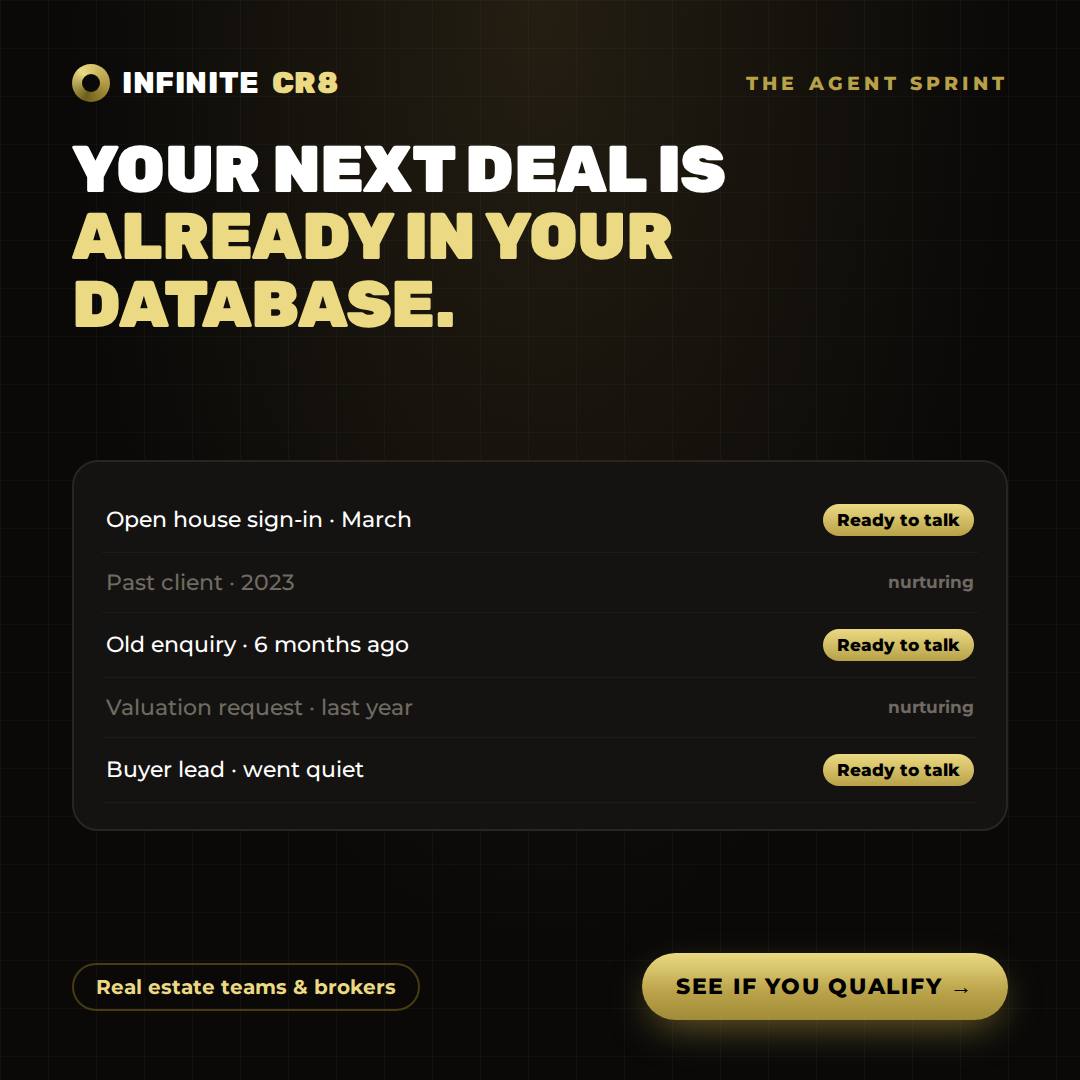 INFINITE CR8
THE AGENT SPRINT
YOUR NEXT DEAL IS
ALREADY IN YOUR
DATABASE.
Open house sign-in · March
Ready to talk
Past client · 2023
nurturing
Old enquiry · 6 months ago
Ready to talk
Valuation request · last year
nurturing
Buyer lead · went quiet
Ready to talk
Real estate teams & brokers
SEE IF YOU QUALIFY →